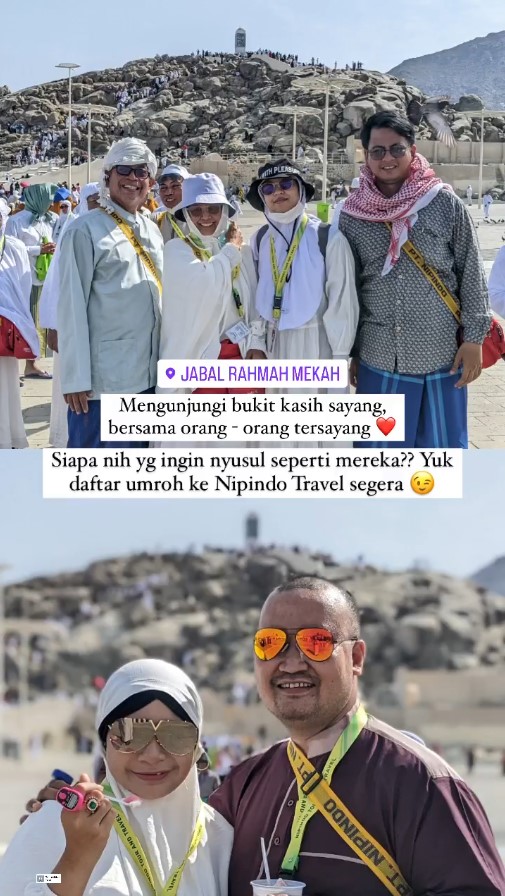 JABAL RAHMAH MEKAH
Mengunjungi bukit kasih sayang,
bersama orang - orang tersayang ❤️
Siapa nih yg ingin nyusul seperti mereka?? Yuk
daftar umroh ke Nipindo Travel segera 😉
NIPINDO